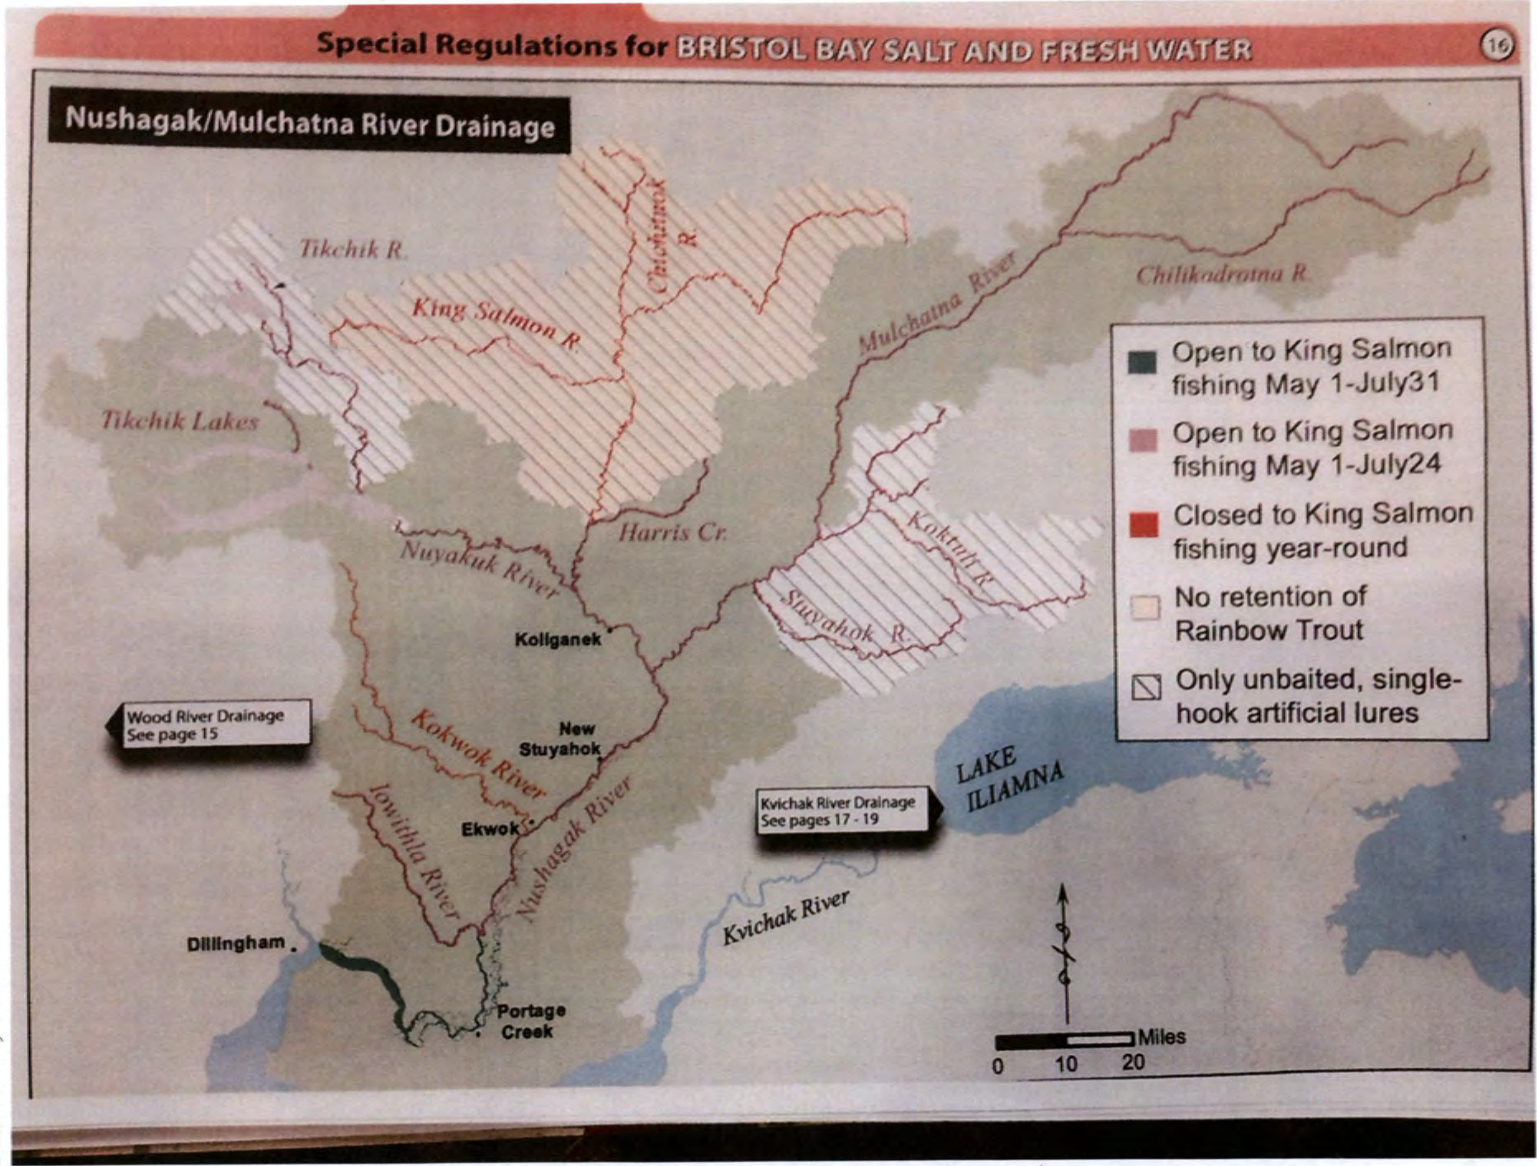 Special Regulations for BRISTOL BAY SALT AND FRESH WATER
16
Nushagak/Mulchatna River Drainage
Tikchik R.
Chichitnok
R.
King Salmon R.
Mulchatna River
Chilikadrotna R.
Tikchik Lakes
Harris Cr.
Nuyakuk River
Koktuli R.
Stuyahok R.
Koliganek
Open to King Salmon
fishing May 1-July31
Open to King Salmon
fishing May 1-July24
Closed to King Salmon
fishing year-round
No retention of
Rainbow Trout
Only unbaited, single-
hook artificial lures
Wood River Drainage
See page 15
Kokwok River
New
Stuyahok
Iowithla River
Ekwok
Nushagak River
Kvichak River Drainage
See pages 17 - 19
LAKE
ILIAMNA
Kvichak River
Dillingham
Portage
Creek
Miles
0 10 20